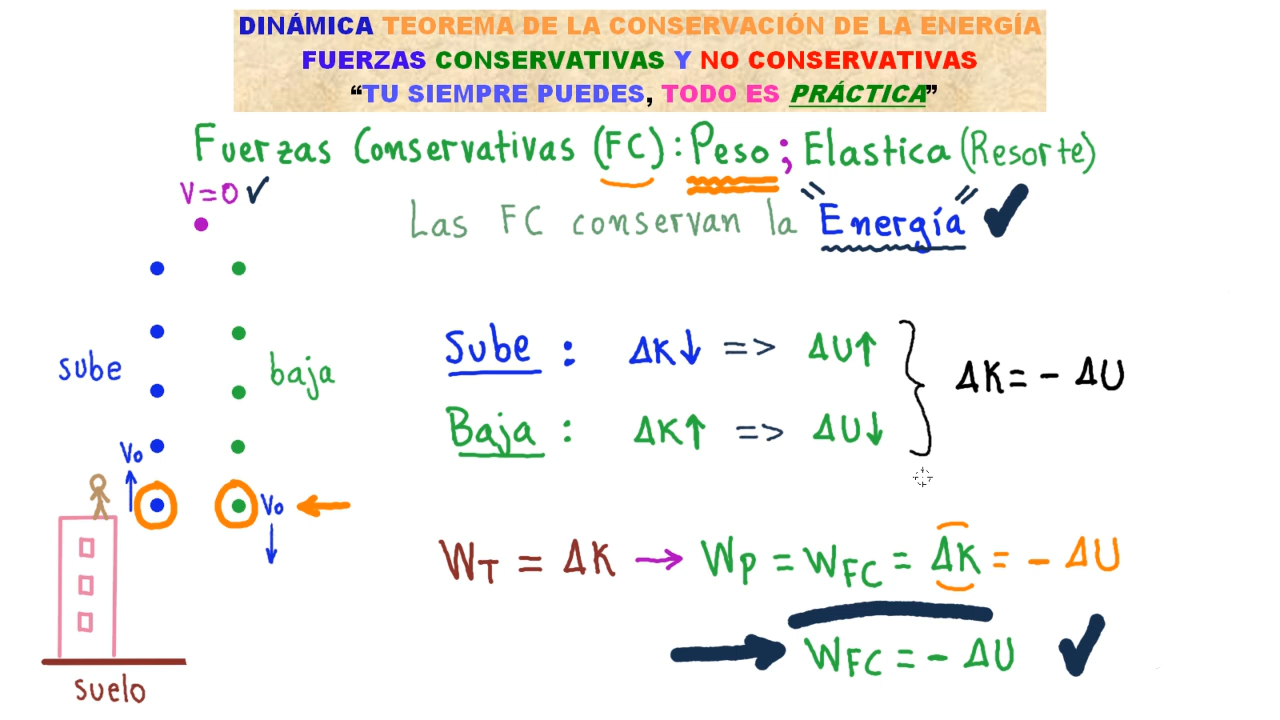 DINÁMICA TEOREMA DE LA CONSERVACIÓN DE LA ENERGÍA
FUERZAS CONSERVATIVAS Y NO CONSERVATIVAS
“TU SIEMPRE PUEDES, TODO ES PRÁCTICA”
Fuerzas Conservativas (FC): Peso; Elastica (Resorte)
V=0 ✓
Las FC conservan la "Energía" ✓
sube
baja
Sube : ΔK↓ => ΔU↑
Baja : ΔK↑ => ΔU↓
ΔK = - ΔU
Vo
Vo
WT = ΔK → WP = WFC = ΔK = - ΔU
→ WFC = - ΔU ✓
suelo